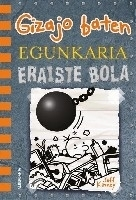 Gizajo baten
EGUNKARIA
ERAISTE BOLA
Jeff
Kinney